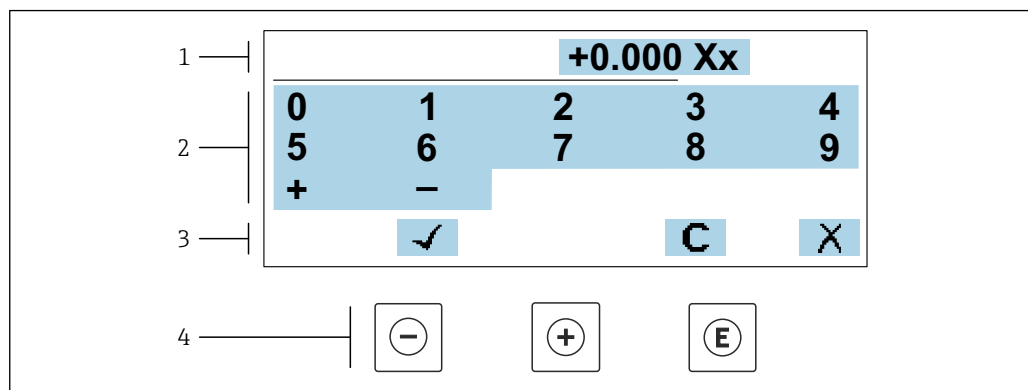 1 +0.000 Xx
0 1 2 3 4
2 5 6 7 8 9
+ −
3 ✓ C X
4 − + E